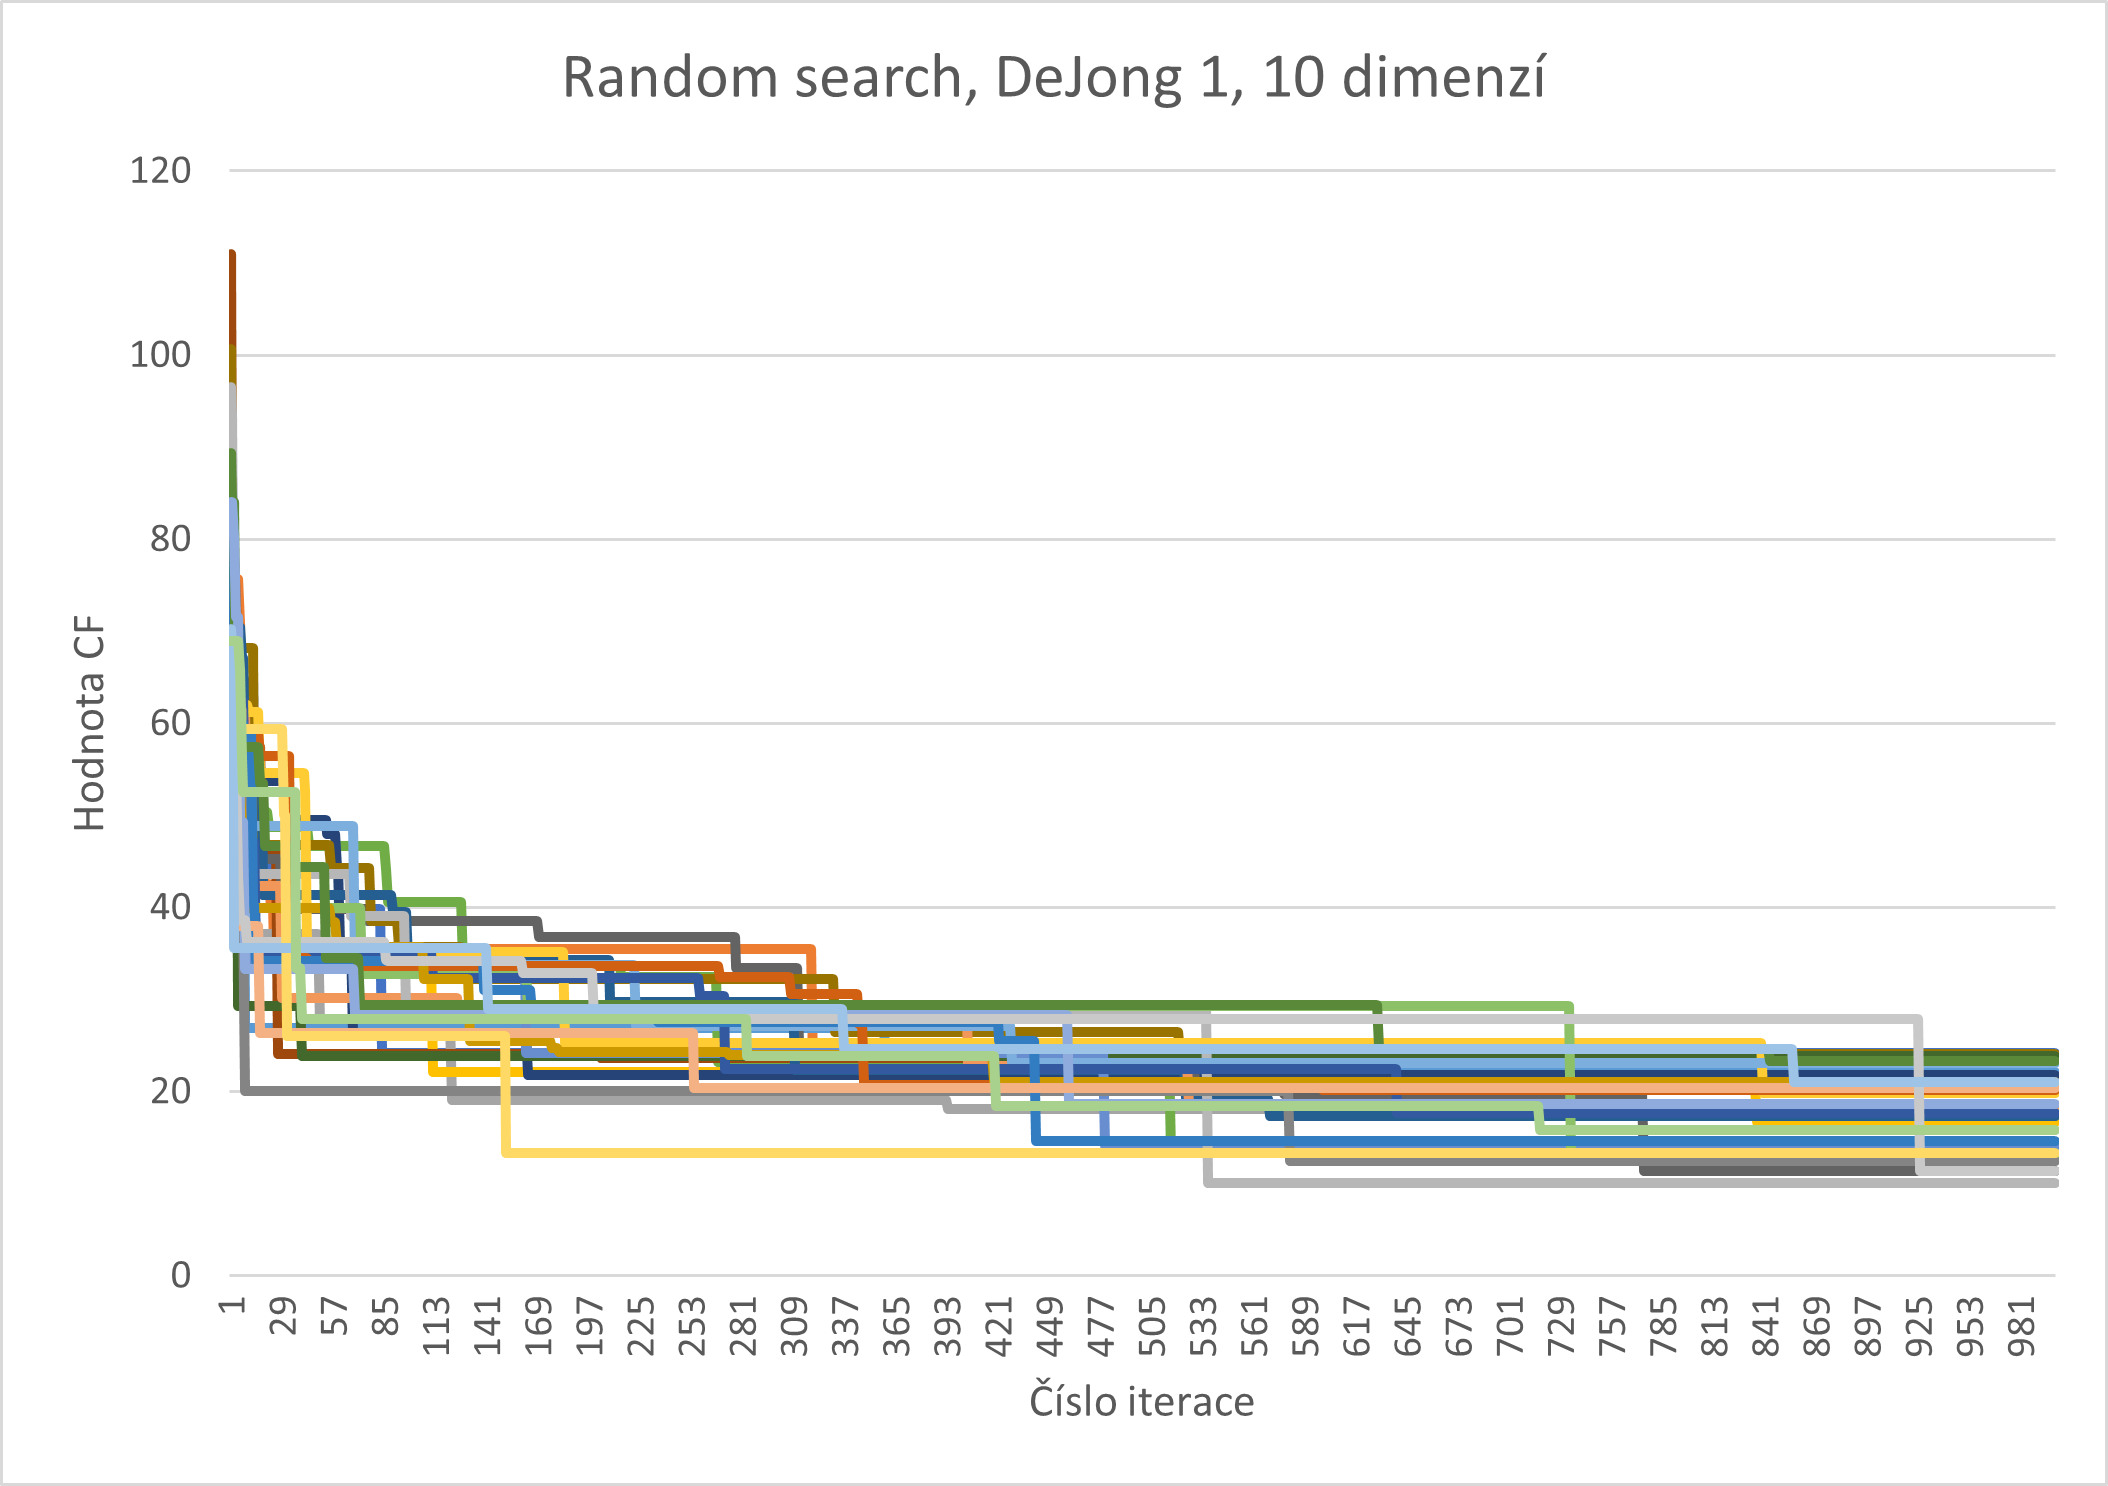 Random search, DeJong 1, 10 dimenzí
120
100
80
60
40
20
0
Hodnota CF
1 29 57 85 113 141 169 197 225 253 281 309 337 365 393 421 449 477 505 533 561 589 617 645 673 701 729 757 785 813 841 869 897 925 953 981
Číslo iterace